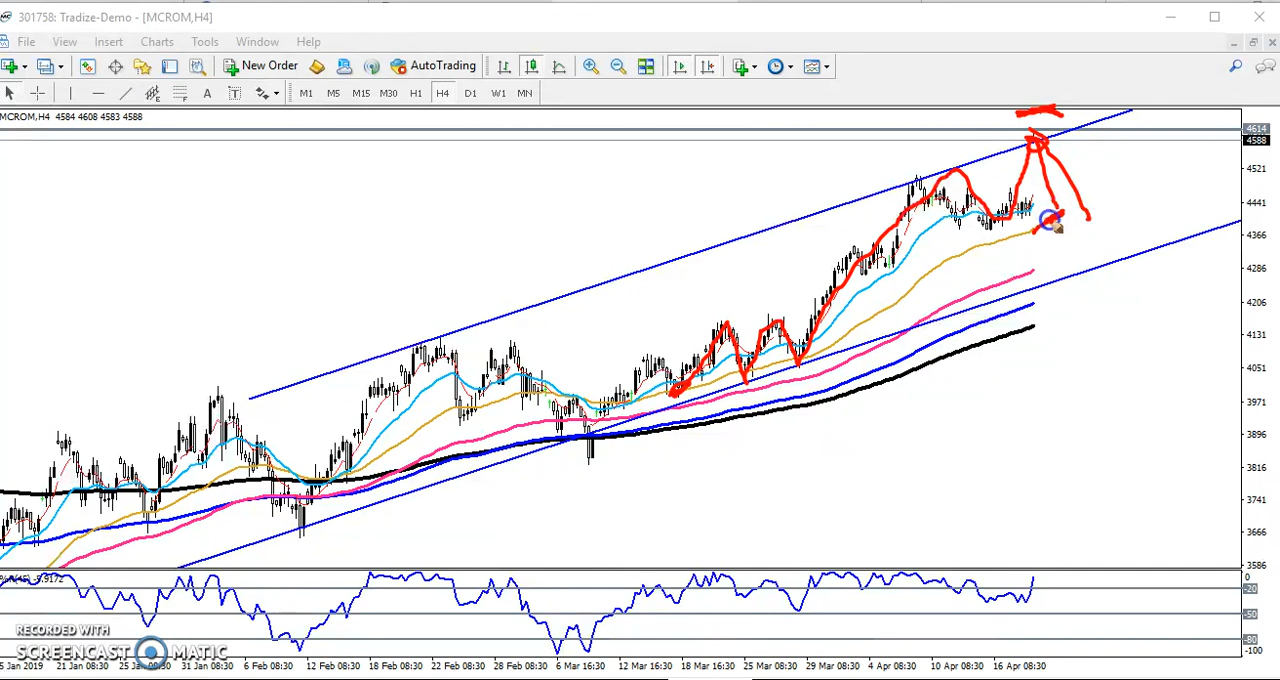 301758: Tradize-Demo - [MCROM,H4]
File View Insert Charts Tools Window Help
New Order AutoTrading
A T M1 M5 M15 M30 H1 H4 D1 W1 MN
MCROM,H4 4584 4608 4583 4588
4614
4588
4521
4441
4366
4286
4206
4131
4051
3971
3896
3816
3741
3666
3586
%R(45) -5.9172
0
-20
-50
-80
-100
RECORDED WITH
SCREENCAST MATIC
5 Jan 2019 21 Jan 08:30 25 Jan 08:30 31 Jan 08:30 6 Feb 08:30 12 Feb 08:30 18 Feb 08:30 22 Feb 08:30 28 Feb 08:30 6 Mar 16:30 12 Mar 16:30 18 Mar 16:30 25 Mar 08:30 29 Mar 08:30 4 Apr 08:30 10 Apr 08:30 16 Apr 08:30